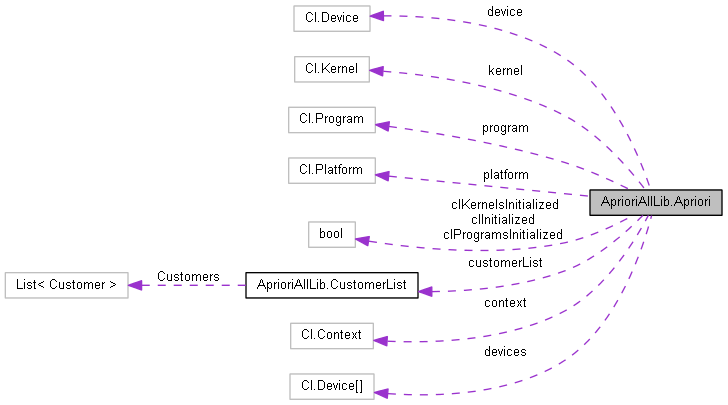 Cl.Device
device
Cl.Kernel
kernel
Cl.Program
program
Cl.Platform
platform
AprioriAllLib.Apriori
clKernelsInitialized
clInitialized
clProgramsInitialized
bool
customerList
Customers
List< Customer >
AprioriAllLib.CustomerList
context
Cl.Context
devices
Cl.Device[]